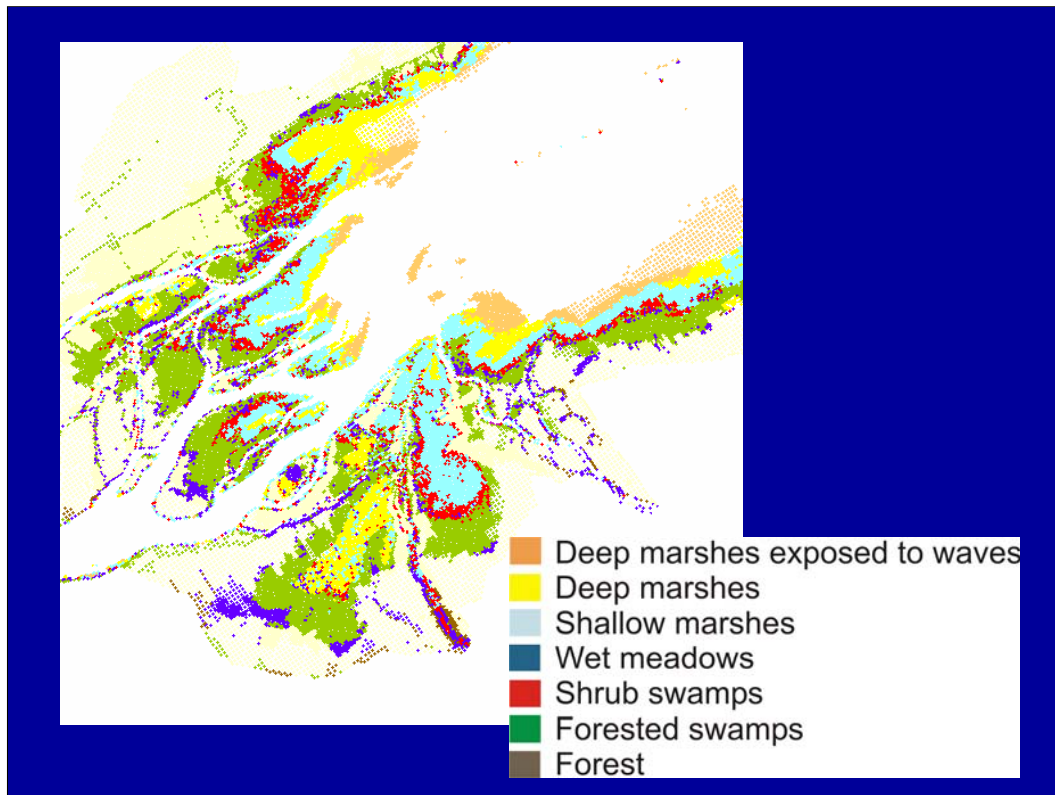 Deep marshes exposed to waves
Deep marshes
Shallow marshes
Wet meadows
Shrub swamps
Forested swamps
Forest